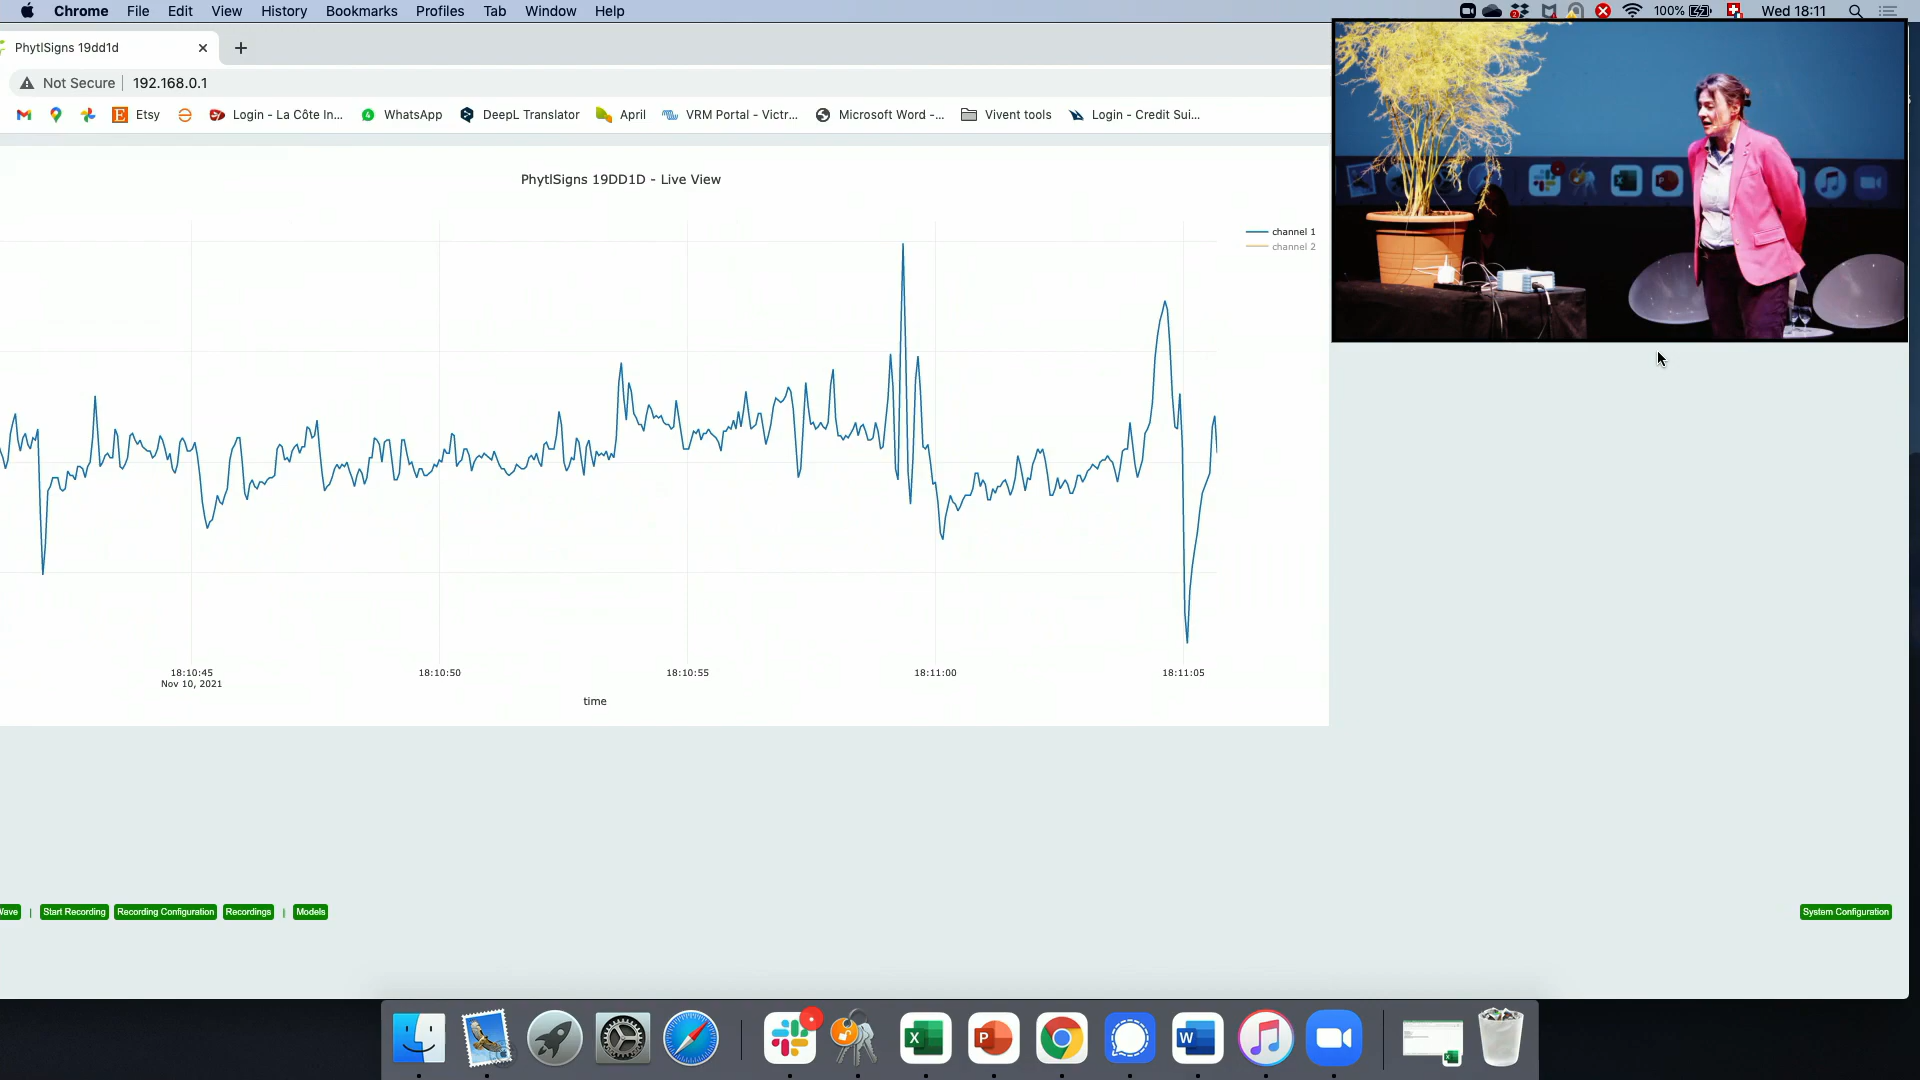 Chrome File Edit View History Bookmarks Profiles Tab Window Help 100% Wed 18:11
PhytlSigns 19dd1d
Not Secure 192.168.0.1
Etsy Login - La Côte In... WhatsApp DeepL Translator April VRM Portal - Victr... Microsoft Word -... Vivent tools Login - Credit Sui...
PhytlSigns 19DD1D - Live View
channel 1
channel 2
18:10:45 18:10:50 18:10:55 18:11:00 18:11:05
Nov 10, 2021
time
Start Recording | Recording Configuration Recordings | Models System Configuration